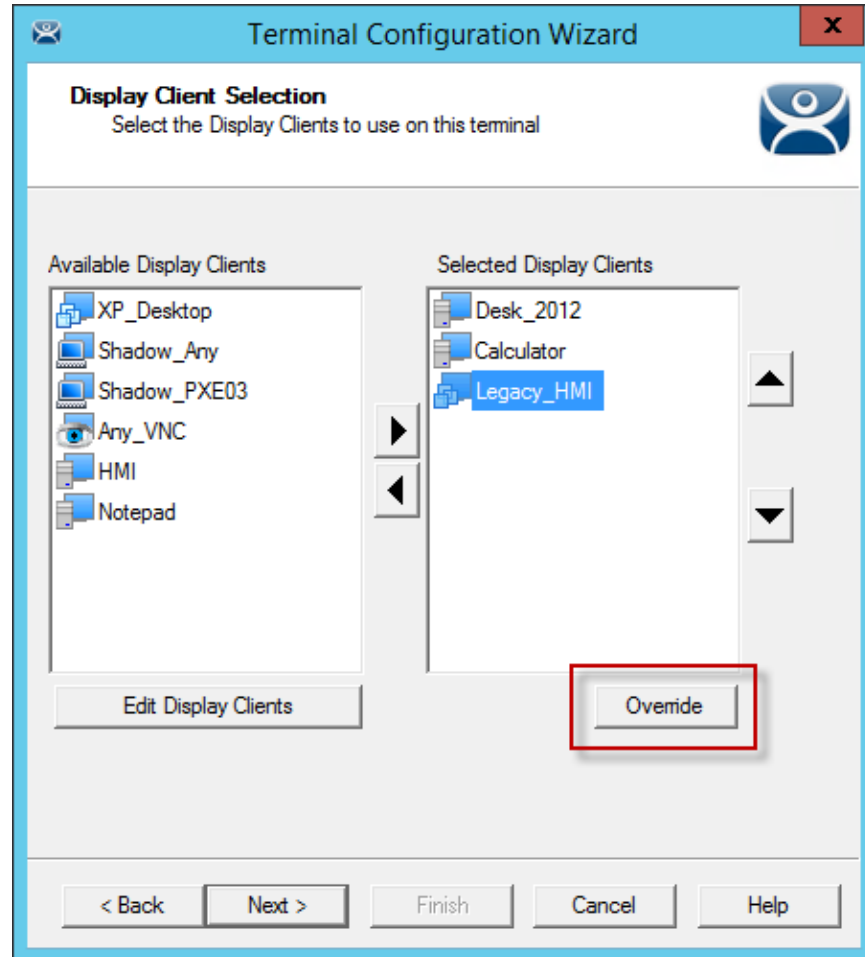 Terminal Configuration Wizard
x
Display Client Selection
Select the Display Clients to use on this terminal
Available Display Clients
XP_Desktop
Shadow_Any
Shadow_PXE03
Any_VNC
HMI
Notepad
Edit Display Clients
Selected Display Clients
Desk_2012
Calculator
Legacy_HMI
Override
< Back
Next >
Finish
Cancel
Help